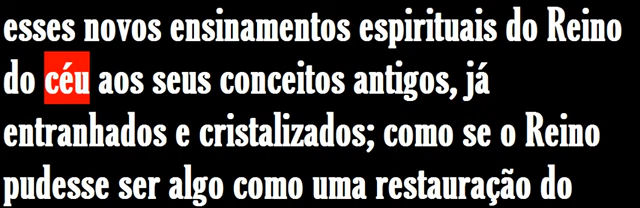 esses novos ensinamentos espirituais do Reino
do céu aos seus conceitos antigos, já
entranhados e cristalizados; como se o Reino
pudesse ser algo como uma restauração do